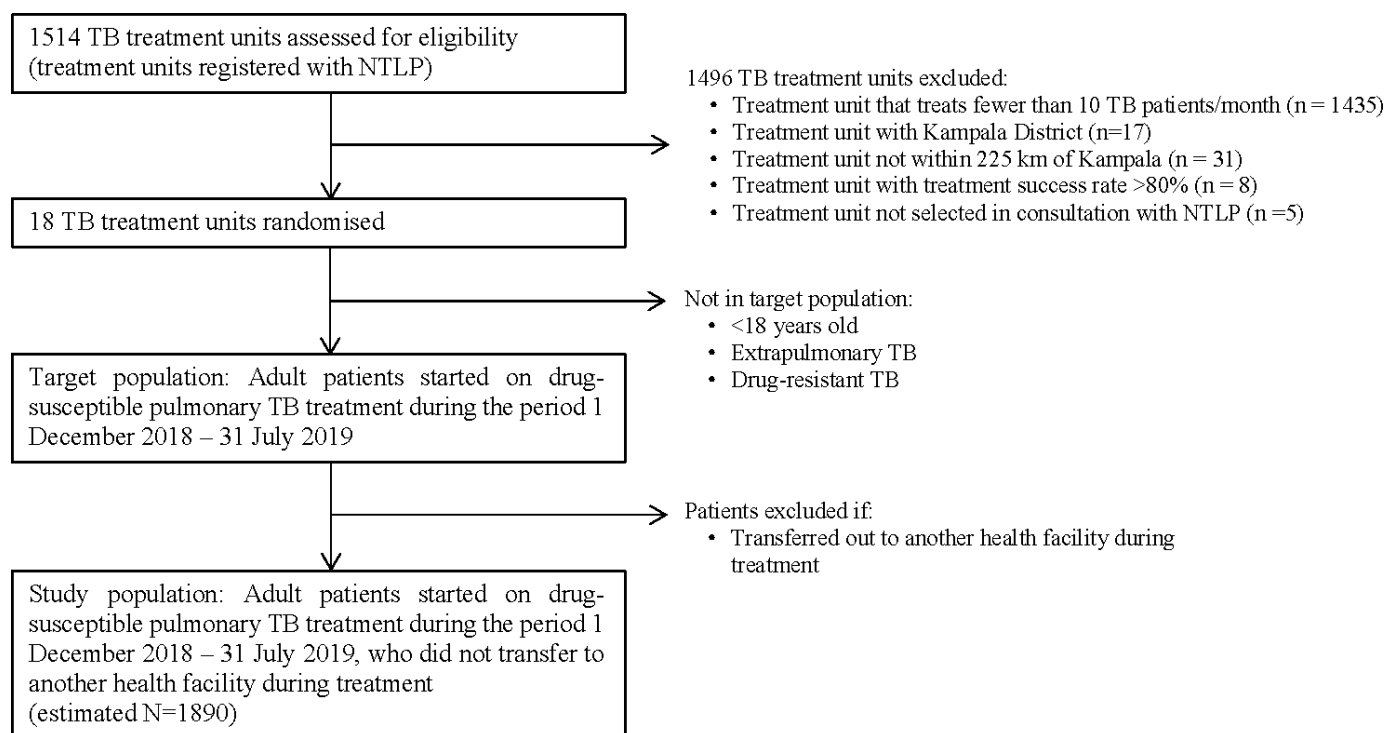 1514 TB treatment units assessed for eligibility
(treatment units registered with NTLP)
1496 TB treatment units excluded:
• Treatment unit that treats fewer than 10 TB patients/month (n = 1435)
• Treatment unit with Kampala District (n=17)
• Treatment unit not within 225 km of Kampala (n = 31)
• Treatment unit with treatment success rate >80% (n = 8)
• Treatment unit not selected in consultation with NTLP (n =5)
18 TB treatment units randomised
Not in target population:
• <18 years old
• Extrapulmonary TB
• Drug-resistant TB
Target population: Adult patients started on drug-
susceptible pulmonary TB treatment during the period 1
December 2018 – 31 July 2019
Patients excluded if:
• Transferred out to another health facility during
treatment
Study population: Adult patients started on drug-
susceptible pulmonary TB treatment during the period 1
December 2018 – 31 July 2019, who did not transfer to
another health facility during treatment
(estimated N=1890)